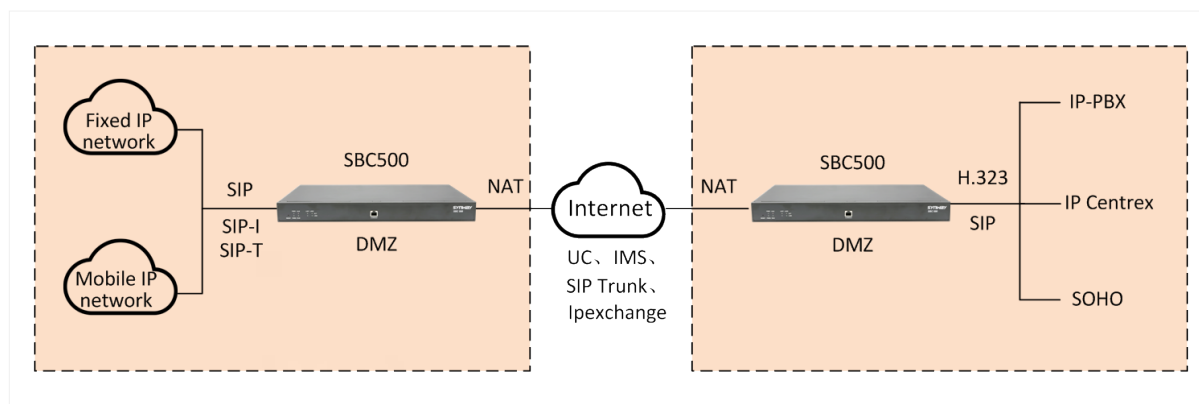 Fixed IP
network
SBC500
SIP
NAT
SIP-I
SIP-T
DMZ
Mobile IP
network
Internet
UC、IMS、
SIP Trunk、
Ipexchange
NAT
SBC500
DMZ
H.323
SIP
IP-PBX
IP Centrex
SOHO